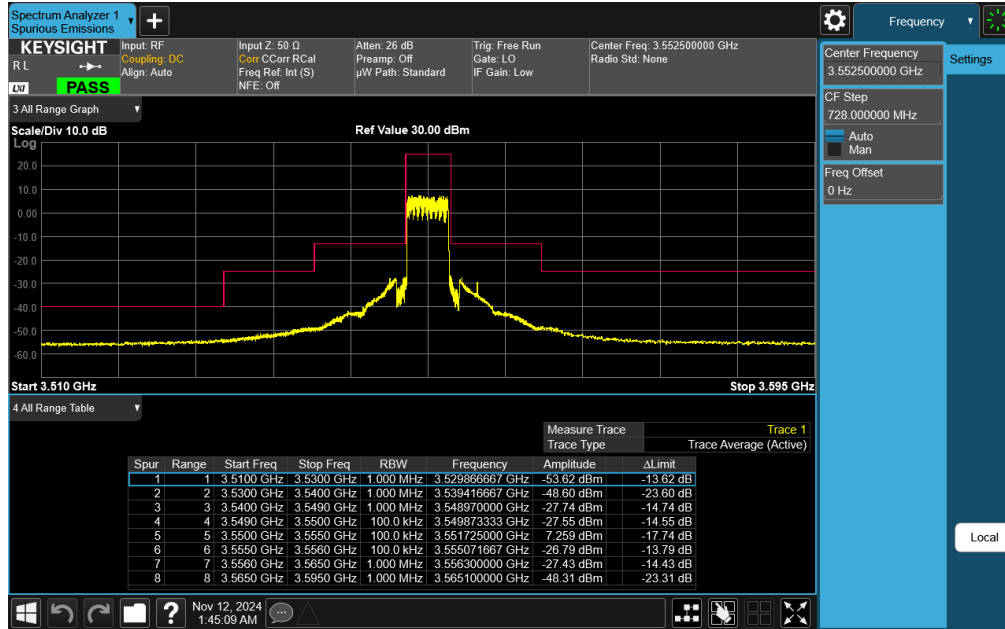 Spectrum Analyzer 1
Spurious Emissions
Frequency
KEYSIGHT
R L
LXI
PASS
Input: RF
Coupling: DC
Align: Auto
Input Z: 50 Ω
Corr CCorr RCal
Freq Ref: Int (S)
NFE: Off
Atten: 26 dB
Preamp: Off
µW Path: Standard
Trig: Free Run
Gate: LO
IF Gain: Low
Center Freq: 3.552500000 GHz
Radio Std: None
Center Frequency
3.552500000 GHz
Settings
CF Step
728.000000 MHz
Auto
Man
Freq Offset
0 Hz
Local
3 All Range Graph
Scale/Div 10.0 dB
Ref Value 30.00 dBm
Log
20.0
10.0
0.00
-10.0
-20.0
-30.0
-40.0
-50.0
-60.0
Start 3.510 GHz
Stop 3.595 GHz
4 All Range Table
Measure Trace Trace 1
Trace Type Trace Average (Active)
Spur Range Start Freq Stop Freq RBW Frequency Amplitude ΔLimit
1 1 3.5100 GHz 3.5300 GHz 1.000 MHz 3.529866667 GHz -53.62 dBm -13.62 dB
2 2 3.5300 GHz 3.5400 GHz 1.000 MHz 3.539416667 GHz -48.60 dBm -23.60 dB
3 3 3.5400 GHz 3.5490 GHz 1.000 MHz 3.548970000 GHz -27.74 dBm -14.74 dB
4 4 3.5490 GHz 3.5500 GHz 100.0 kHz 3.549873333 GHz -27.55 dBm -14.55 dB
5 5 3.5500 GHz 3.5550 GHz 100.0 kHz 3.551725000 GHz 7.259 dBm -17.74 dB
6 6 3.5550 GHz 3.5560 GHz 100.0 kHz 3.555071667 GHz -26.79 dBm -13.79 dB
7 7 3.5560 GHz 3.5650 GHz 1.000 MHz 3.556300000 GHz -27.43 dBm -14.43 dB
8 8 3.5650 GHz 3.5950 GHz 1.000 MHz 3.565100000 GHz -48.31 dBm -23.31 dB
?
Nov 12, 2024
1:45:09 AM